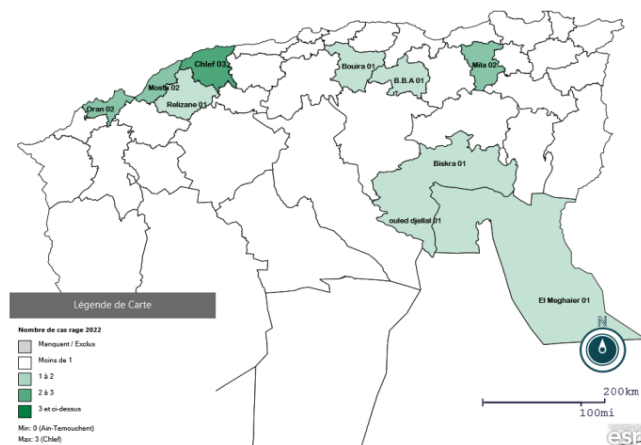 Chlef 03
Bouira 01
Mila 02
B.B.A 01
Mosta 02
Relizane 01
Oran 02
Biskra 01
ouled djellal 01
El Moghaier 01
Légende de Carte
Nombre de cas rage 2022
Manquant / Exclus
Moins de 1
1 à 2
2 à 3
3 et ci-dessus
Min: 0 (Ain-Temouchent)
Max: 3 (Chlef)
N
200km
100mi
esri